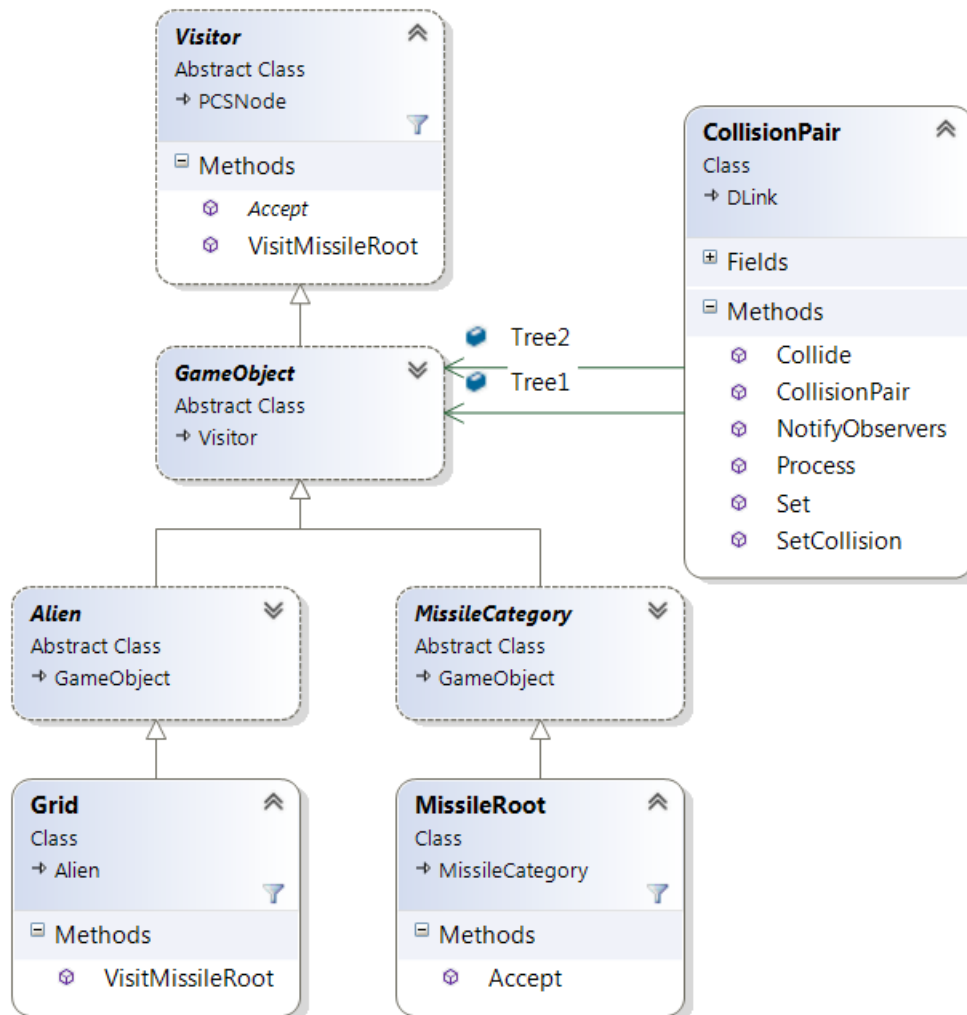 Visitor
Abstract Class
PCSNode
Methods
Accept
VisitMissileRoot
CollisionPair
Class
DLink
Fields
Methods
Collide
CollisionPair
NotifyObservers
Process
Set
SetCollision
Tree2
Tree1
GameObject
Abstract Class
Visitor
Alien
Abstract Class
GameObject
MissileCategory
Abstract Class
GameObject
Grid
Class
Alien
Methods
VisitMissileRoot
MissileRoot
Class
MissileCategory
Methods
Accept